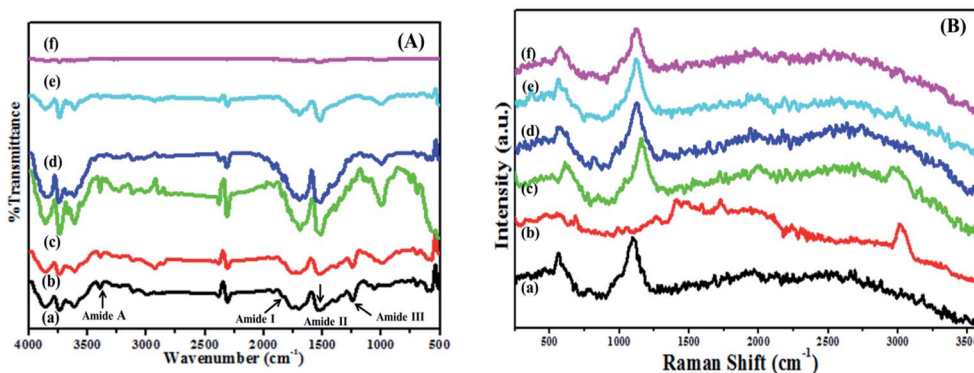 (A)
%Transmittance
(f)
(e)
(d)
(c)
(b)
(a)
Amide A
Amide I
Amide II
Amide III
4000 3500 3000 2500 2000 1500 1000 500
Wavenumber (cm⁻¹)
(B)
Intensity (a.u.)
(f)
(e)
(d)
(c)
(b)
(a)
500 1000 1500 2000 2500 3000 3500
Raman Shift (cm⁻¹)